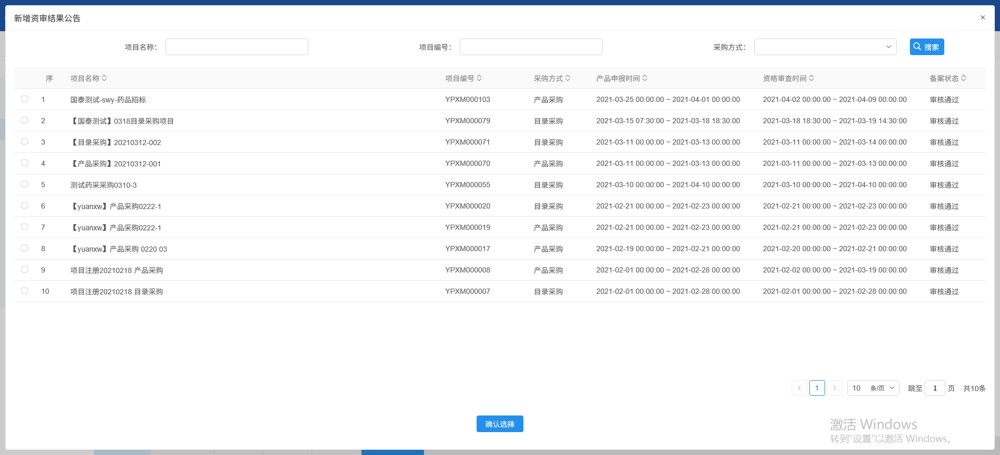 新增资审结果公告
项目名称： 项目编号： 采购方式： 搜索
序 项目名称 项目编号 采购方式 产品申报时间 资格审查时间 备案状态
1 国泰测试-swy-药品招标 YPXM000103 产品采购 2021-03-25 00:00:00 ~ 2021-04-01 00:00:00 2021-04-02 00:00:00 ~ 2021-04-09 00:00:00 审核通过
2 【国泰测试】0318目录采购项目 YPXM000079 目录采购 2021-03-15 07:30:00 ~ 2021-03-18 18:30:00 2021-03-18 18:30:00 ~ 2021-03-19 14:30:00 审核通过
3 【目录采购】20210312-002 YPXM000071 目录采购 2021-03-11 00:00:00 ~ 2021-03-13 00:00:00 2021-03-11 00:00:00 ~ 2021-03-14 00:00:00 审核通过
4 【产品采购】20210312-001 YPXM000070 产品采购 2021-03-11 00:00:00 ~ 2021-03-13 00:00:00 2021-03-11 00:00:00 ~ 2021-03-13 00:00:00 审核通过
5 测试药采采购0310-3 YPXM000055 目录采购 2021-03-10 00:00:00 ~ 2021-04-10 00:00:00 2021-03-10 00:00:00 ~ 2021-04-10 00:00:00 审核通过
6 【yuanxw】产品采购0222-1 YPXM000020 目录采购 2021-02-21 00:00:00 ~ 2021-02-23 00:00:00 2021-02-21 00:00:00 ~ 2021-02-23 00:00:00 审核通过
7 【yuanxw】产品采购0222-1 YPXM000019 产品采购 2021-02-21 00:00:00 ~ 2021-02-23 00:00:00 2021-02-21 00:00:00 ~ 2021-02-23 00:00:00 审核通过
8 【yuanxw】产品采购 0220 03 YPXM000017 产品采购 2021-02-19 00:00:00 ~ 2021-02-21 00:00:00 2021-02-20 00:00:00 ~ 2021-02-21 00:00:00 审核通过
9 项目注册20210218 产品采购 YPXM000008 产品采购 2021-02-01 00:00:00 ~ 2021-02-28 00:00:00 2021-02-02 00:00:00 ~ 2021-03-19 00:00:00 审核通过
10 项目注册20210218 目录采购 YPXM000007 目录采购 2021-02-01 00:00:00 ~ 2021-02-28 00:00:00 2021-02-01 00:00:00 ~ 2021-02-28 00:00:00 审核通过
1 10 条/页 跳至 1 页 共10条
确认选择
激活 Windows
转到“设置”以激活 Windows。